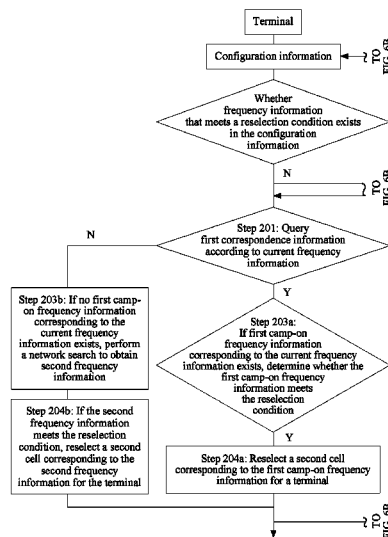 Terminal
Configuration information
TO
FIG. 6B
Whether
frequency information
that meets a reselection condition exists
in the configuration
information
N
TO
FIG. 6B
Step 201: Query
first correspondence information
according to current frequency
information
N
Y
Step 203b: If no first camp-
on frequency information
corresponding to the
current frequency
information exists, perform
a network search to obtain
second frequency
information
Step 203a:
If first camp-on
frequency information
corresponding to the current frequency
information exists, determine whether the
first camp-on frequency
information meets
the reselection
condition
Y
Step 204b: If the second
frequency information
meets the reselection
condition, reselect a second
cell corresponding to the
second frequency
information for the terminal
Step 204a: Reselect a second cell
corresponding to the first camp-on frequency
information for a terminal
TO
FIG. 6B